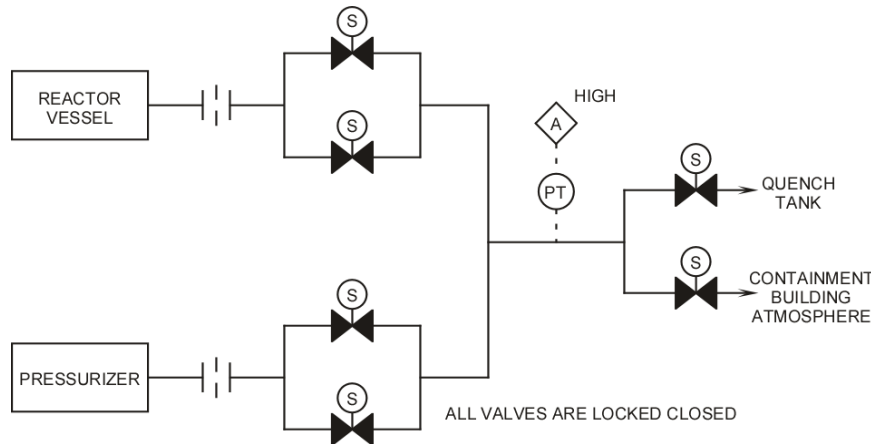 S
REACTOR
VESSEL
S
HIGH
A
PT
S
QUENCH
TANK
S
CONTAINMENT
BUILDING
ATMOSPHERE
S
PRESSURIZER
S
ALL VALVES ARE LOCKED CLOSED